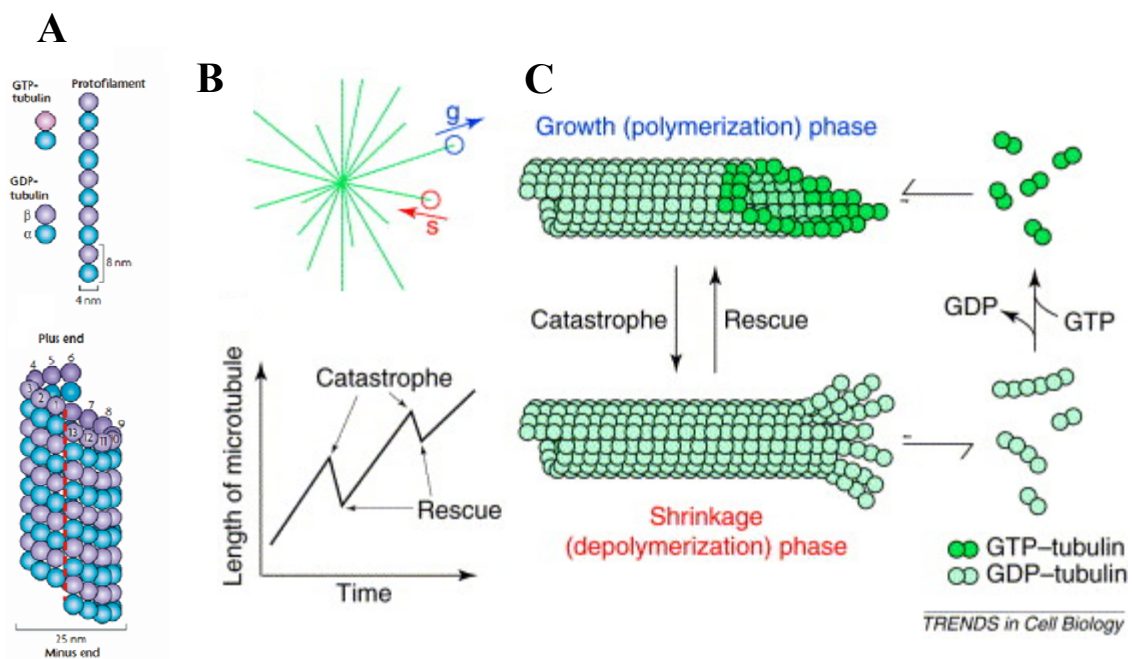 A
GTP-
tubulin
Protofilament
GDP-
tubulin
β
α
8 nm
4 nm
Plus end
4 5 6
3 2 1 7 8 9
13 12 11 10
25 nm
Minus end
B
g
s
Length of microtubule
Catastrophe
Rescue
Time
C
Growth (polymerization) phase
Catastrophe
Rescue
GDP
GTP
Shrinkage
(depolymerization) phase
GTP–tubulin
GDP–tubulin
TRENDS in Cell Biology